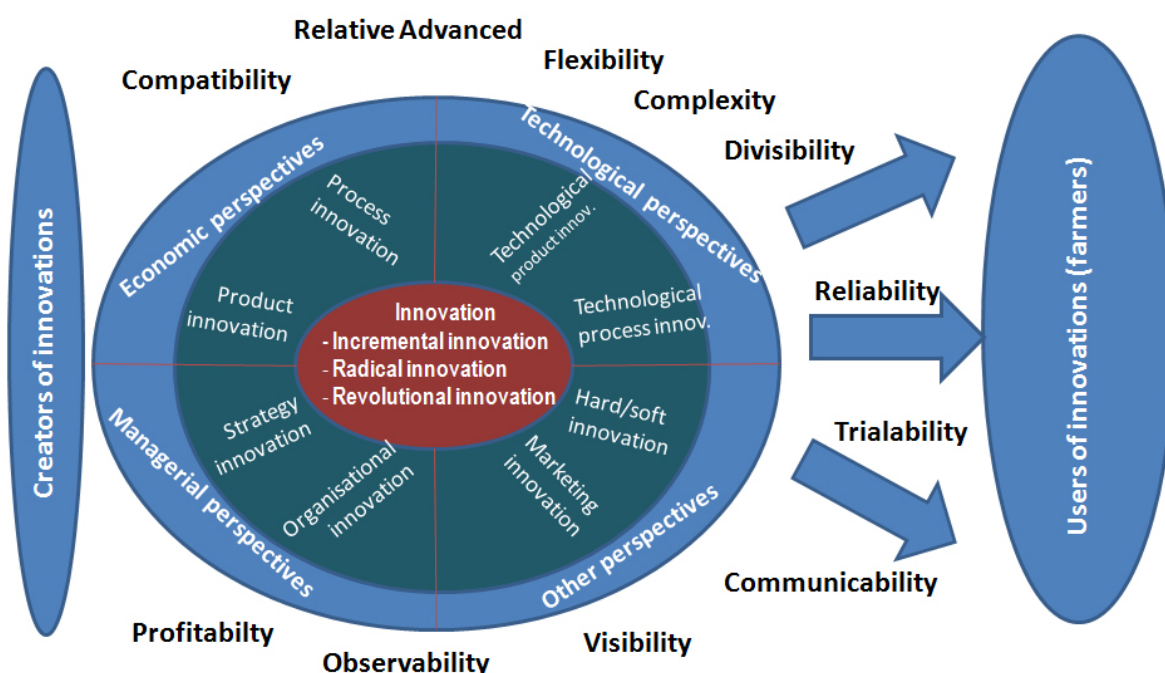 Relative Advanced
Compatibility
Flexibility
Complexity
Divisibility
Reliability
Trialability
Communicability
Visibility
Observability
Profitabilty
Creators of innovations
Economic perspectives
Technological perspectives
Managerial perspectives
Other perspectives
Process
innovation
Product
innovation
Technological
product innov.
Technological
process innov.
Innovation
- Incremental innovation
- Radical innovation
- Revolutional innovation
Strategy
innovation
Organisational
innovation
Hard/soft
innovation
Marketing
innovation
Users of innovations (farmers)